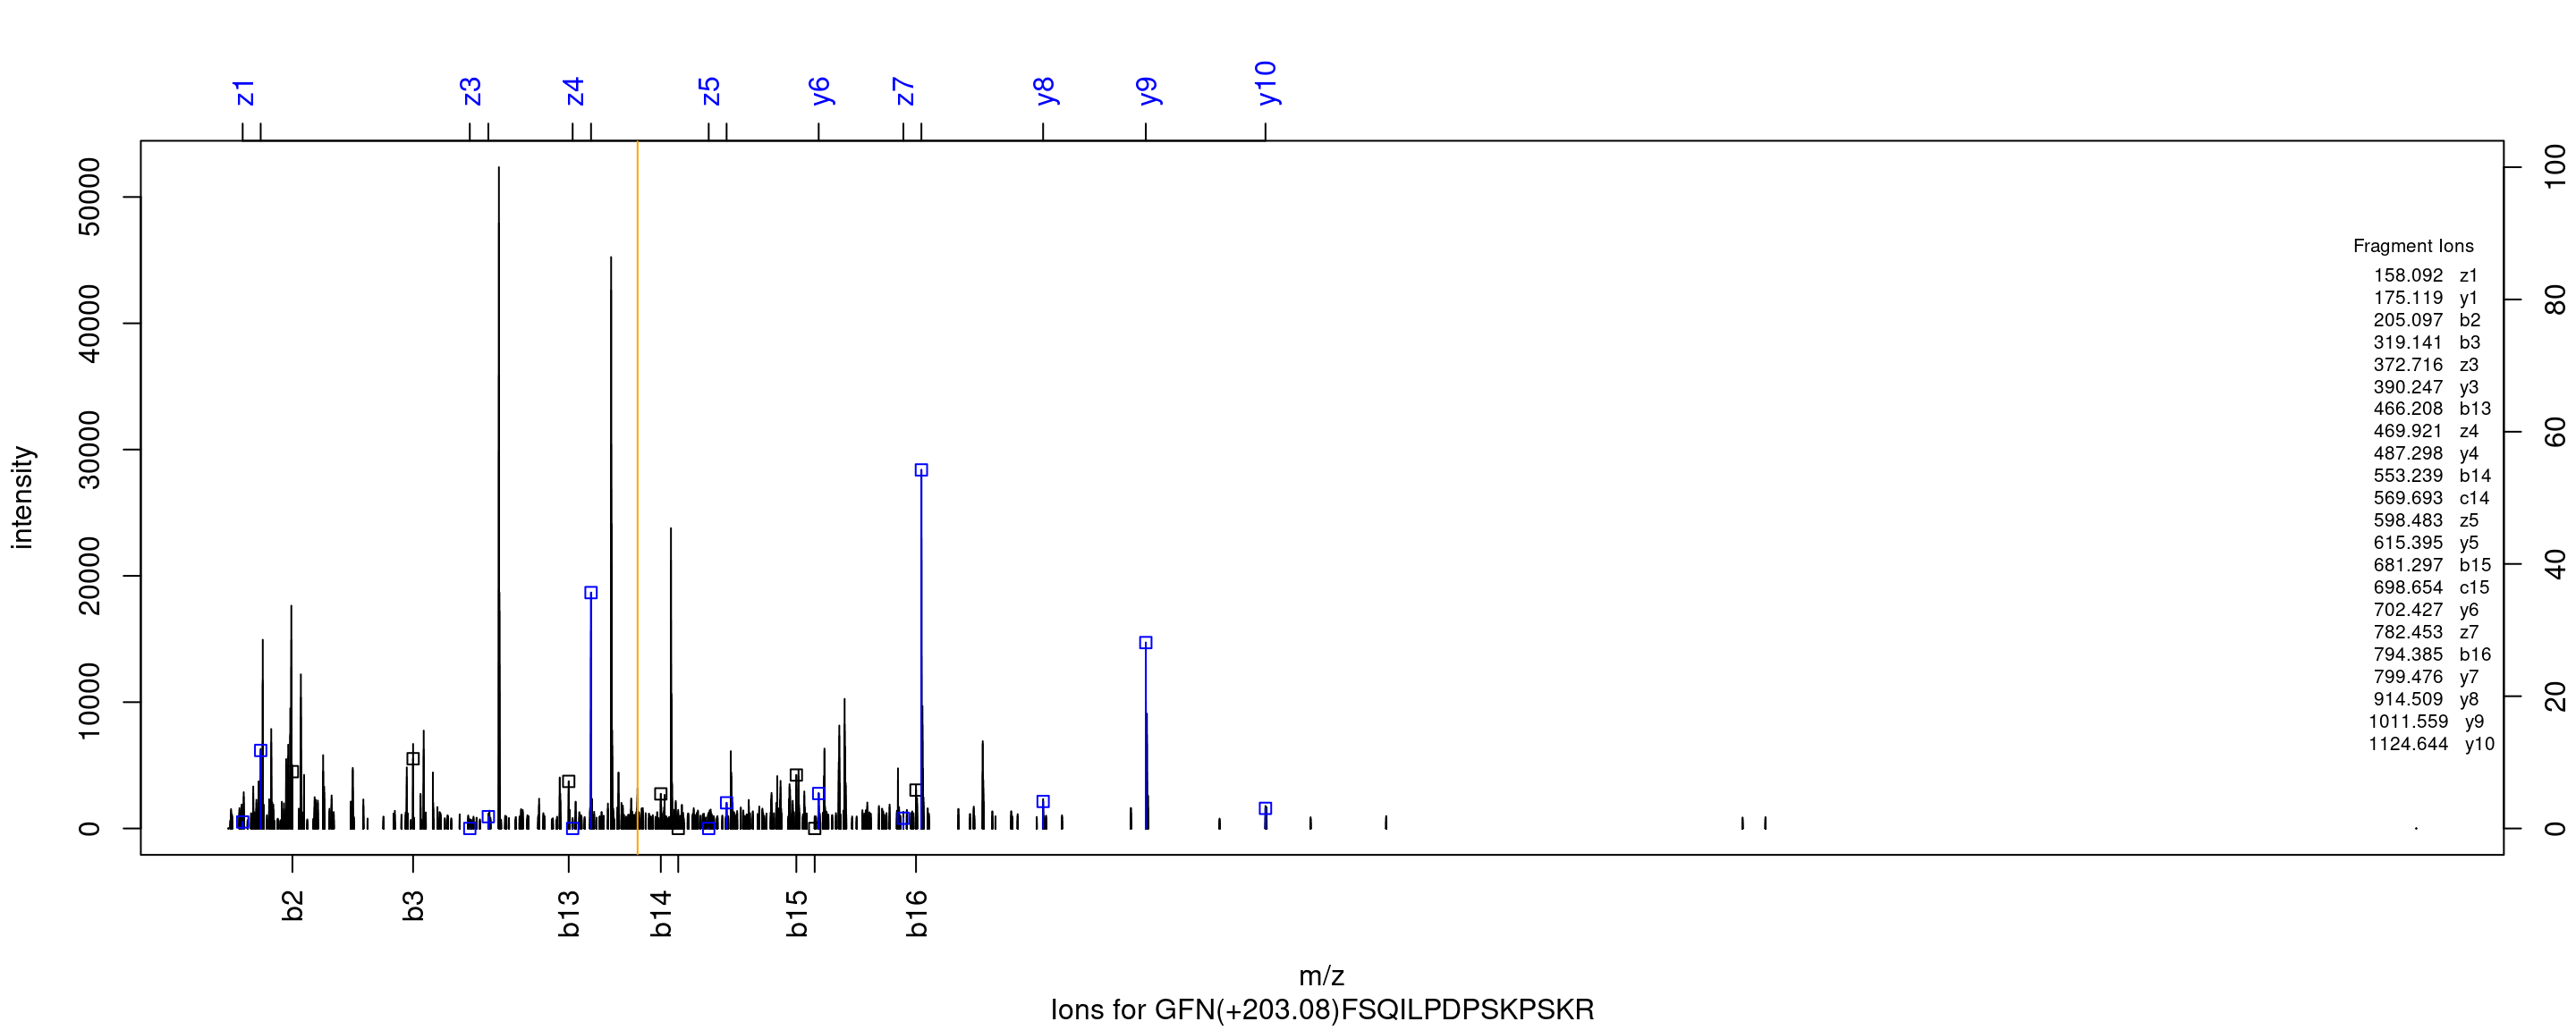 z1 z3 z4 z5 y6 z7 y8 y9 y10
intensity
0 10000 20000 30000 40000 50000
0 20 40 60 80 100
Fragment Ions
158.092 z1
175.119 y1
205.097 b2
319.141 b3
372.716 z3
390.247 y3
466.208 b13
469.921 z4
487.298 y4
553.239 b14
569.693 c14
598.483 z5
615.395 y5
681.297 b15
698.654 c15
702.427 y6
782.453 z7
794.385 b16
799.476 y7
914.509 y8
1011.559 y9
1124.644 y10
b2 b3 b13 b14 b15 b16
m/z
Ions for GFN(+203.08)FSQILPDPSKPSKR